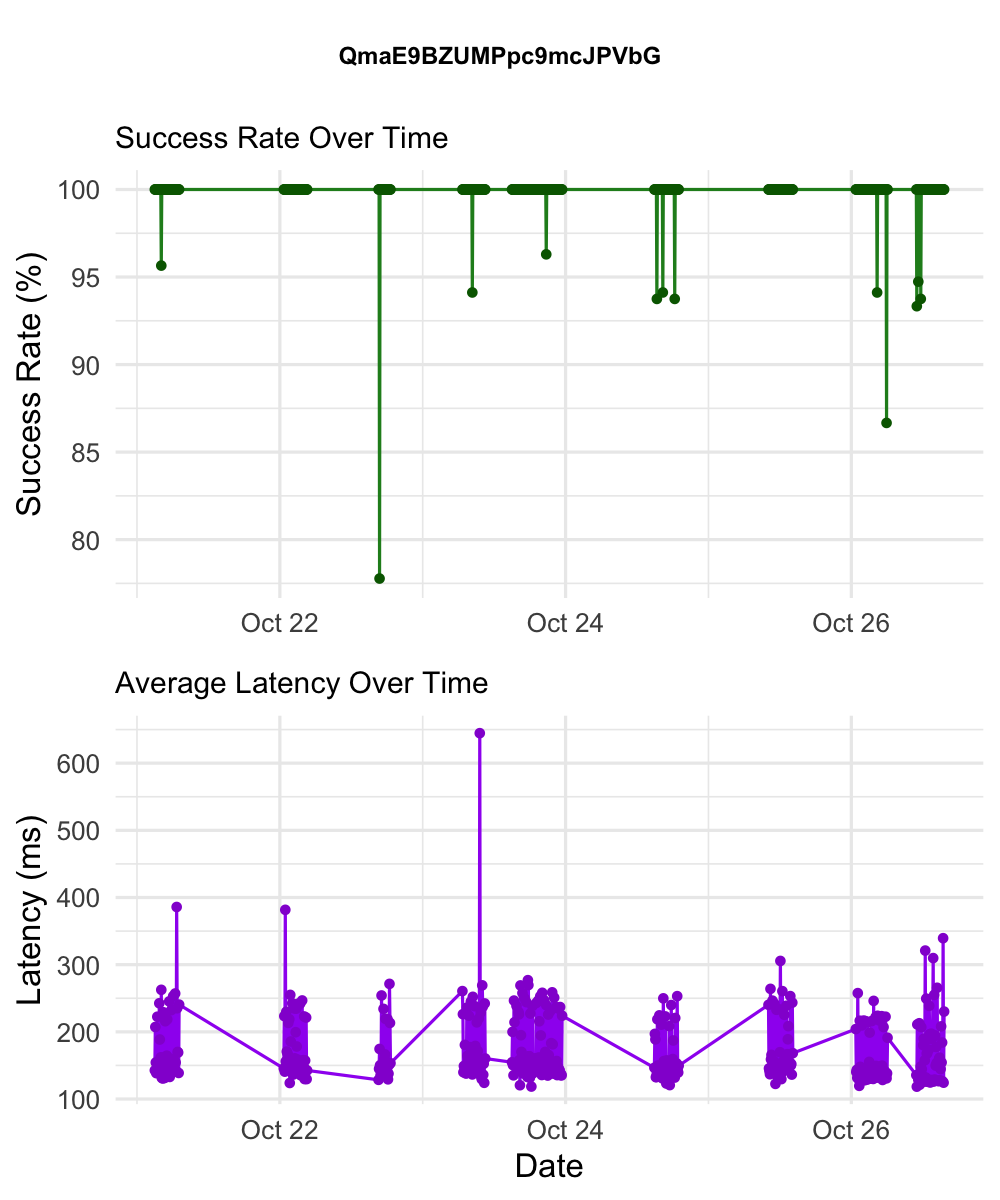 QmaE9BZUMPpc9mcJPVbG
Success Rate Over Time
Success Rate (%)
100
95
90
85
80
Oct 22 Oct 24 Oct 26
Average Latency Over Time
Latency (ms)
600
500
400
300
200
100
Oct 22 Oct 24 Oct 26
Date